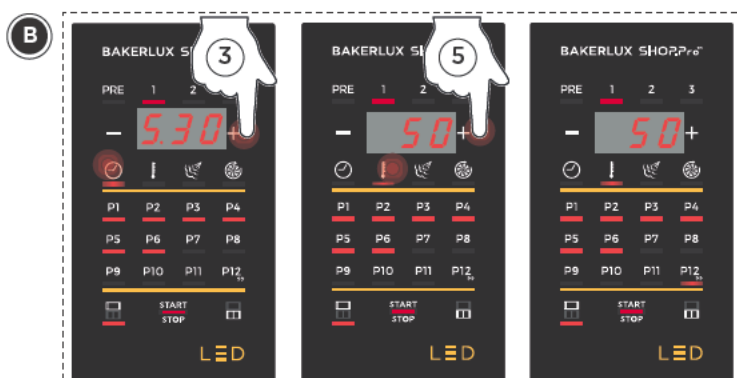 B
BAKERLUX S 3
PRE 1 2
- 5.30 +
P1 P2 P3 P4
P5 P6 P7 P8
P9 P10 P11 P12 >>
START
STOP
LED
BAKERLUX SH 5
PRE 1 2
- 50 +
P1 P2 P3 P4
P5 P6 P7 P8
P9 P10 P11 P12 >>
START
STOP
LED
BAKERLUX SHOP.Pro™
PRE 1 2 3
- 50 +
P1 P2 P3 P4
P5 P6 P7 P8
P9 P10 P11 P12 >>
START
STOP
LED